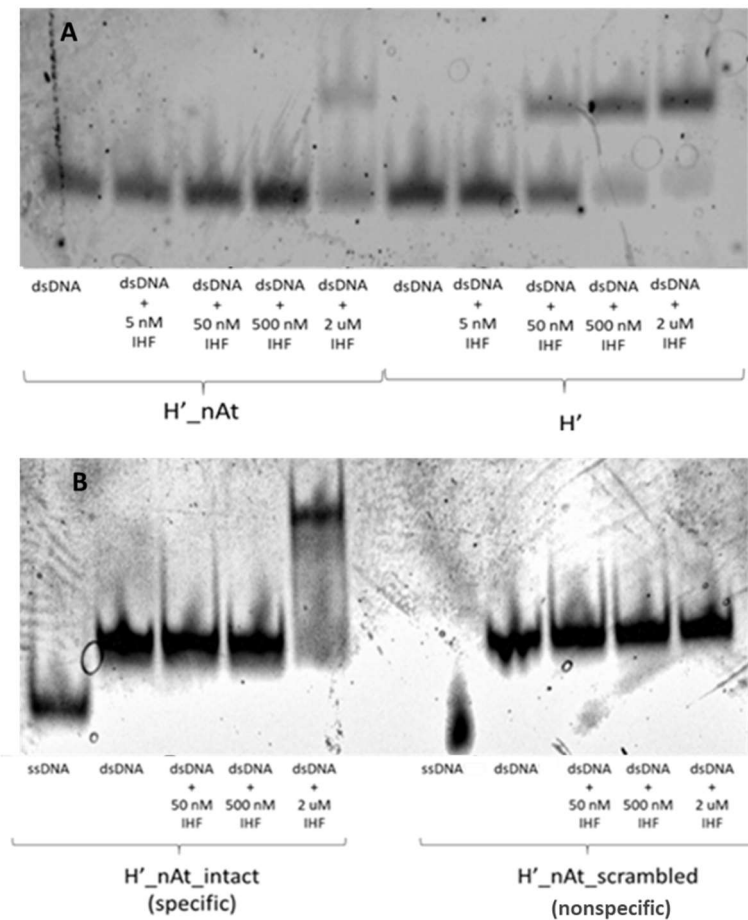 A
dsDNA
dsDNA + 5 nM IHF
dsDNA + 50 nM IHF
dsDNA + 500 nM IHF
dsDNA + 2 uM IHF
dsDNA
dsDNA + 5 nM IHF
dsDNA + 50 nM IHF
dsDNA + 500 nM IHF
dsDNA + 2 uM IHF
H′_nAt
H′
B
ssDNA
dsDNA
dsDNA + 50 nM IHF
dsDNA + 500 nM IHF
dsDNA + 2 uM IHF
ssDNA
dsDNA
dsDNA + 50 nM IHF
dsDNA + 500 nM IHF
dsDNA + 2 uM IHF
H′_nAt_intact
(specific)
H′_nAt_scrambled
(nonspecific)